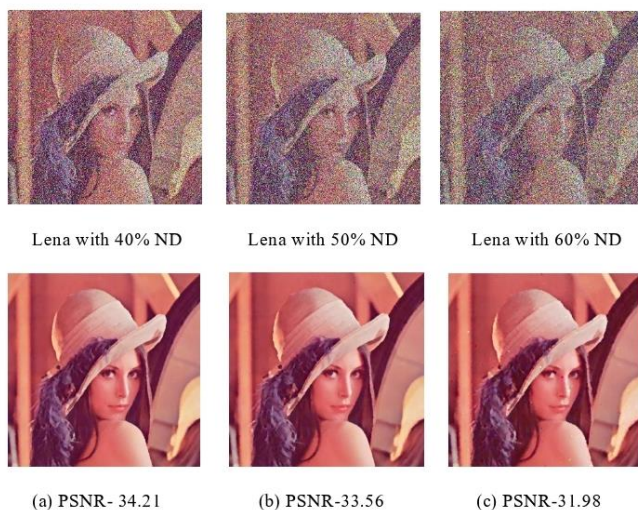 Lena with 40% ND
Lena with 50% ND
Lena with 60% ND
(a) PSNR- 34.21
(b) PSNR-33.56
(c) PSNR-31.98